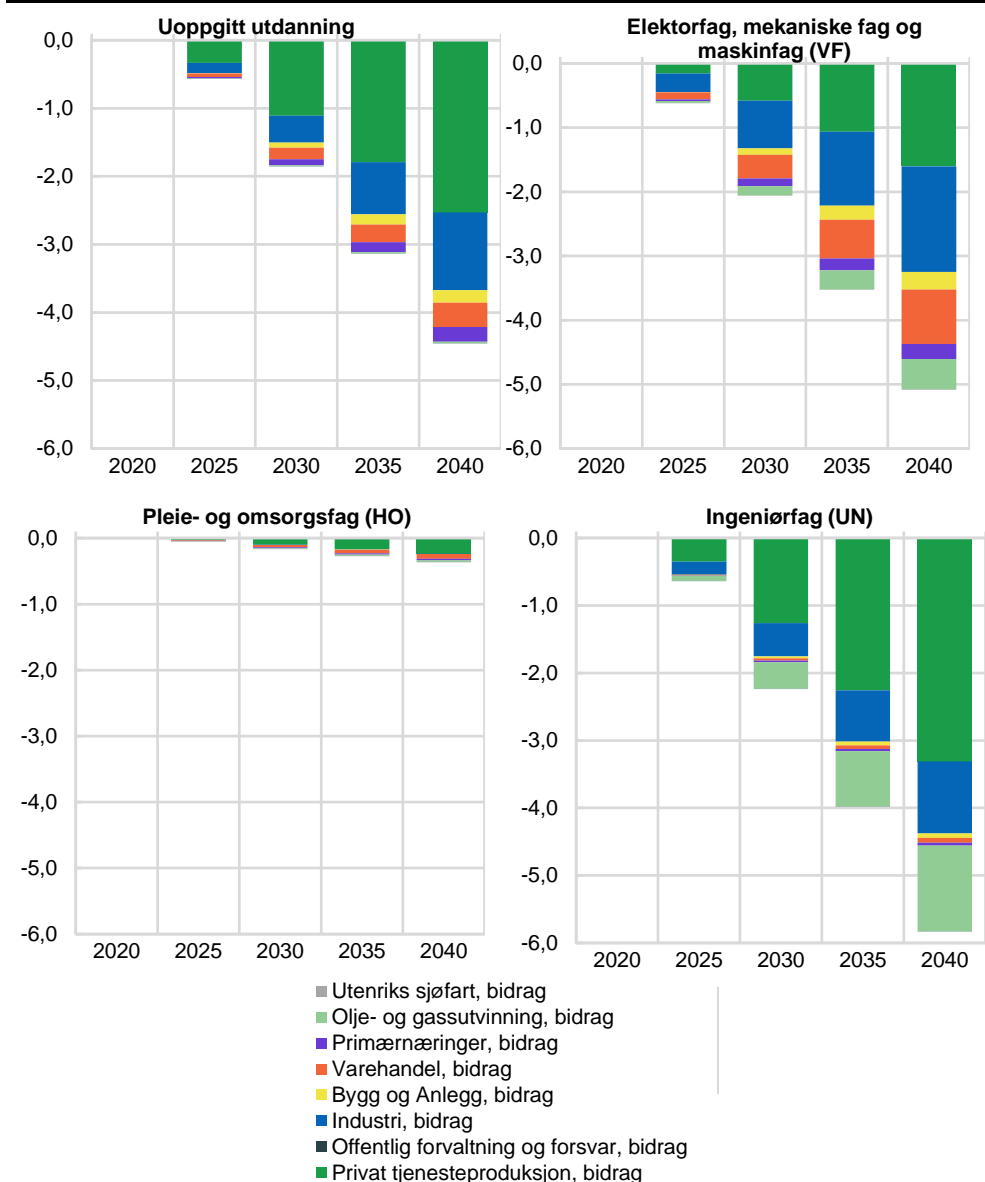 Uoppgitt utdanning
0,0
-1,0
-2,0
-3,0
-4,0
-5,0
-6,0
2020 2025 2030 2035 2040
Elektorfag, mekaniske fag og
maskinfag (VF)
0,0
-1,0
-2,0
-3,0
-4,0
-5,0
-6,0
2020 2025 2030 2035 2040
Pleie- og omsorgsfag (HO)
0,0
-1,0
-2,0
-3,0
-4,0
-5,0
-6,0
2020 2025 2030 2035 2040
Ingeniørfag (UN)
0,0
-1,0
-2,0
-3,0
-4,0
-5,0
-6,0
2020 2025 2030 2035 2040
Utenriks sjøfart, bidrag
Olje- og gassutvinning, bidrag
Primærnæringer, bidrag
Varehandel, bidrag
Bygg og Anlegg, bidrag
Industri, bidrag
Offentlig forvaltning og forsvar, bidrag
Privat tjenesteproduksjon, bidrag